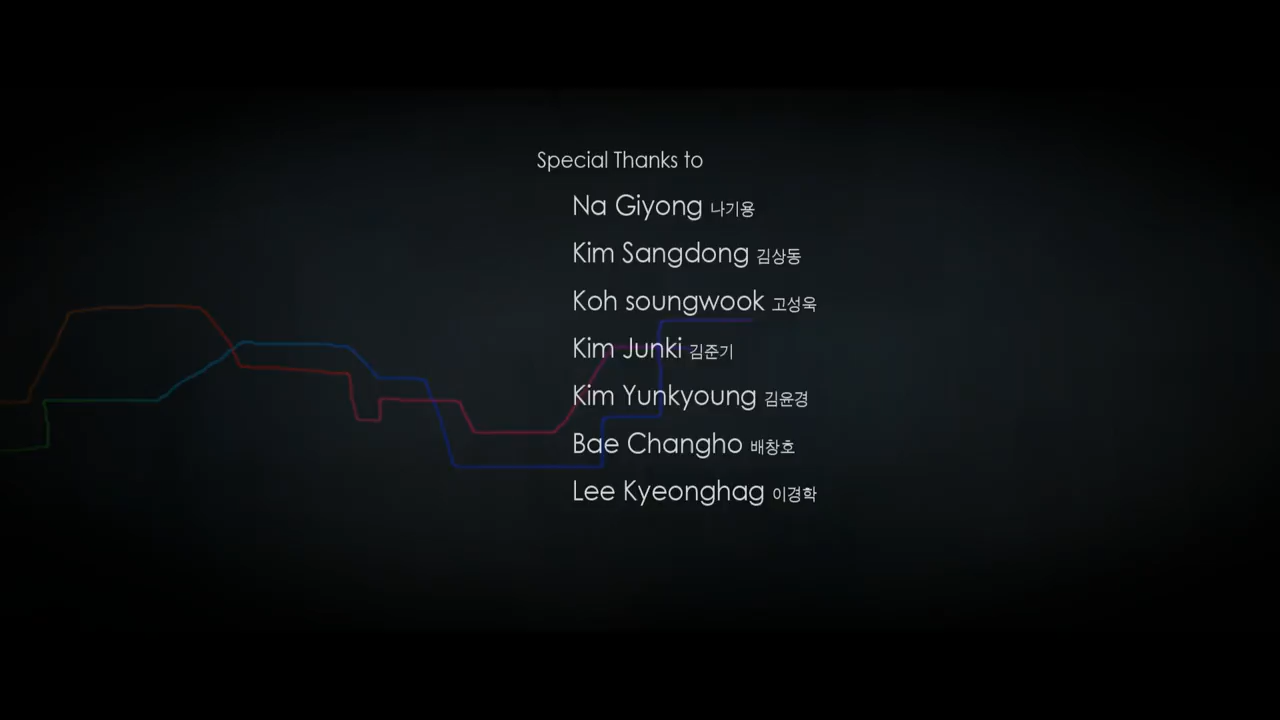 Special Thanks to
Na Giyong 나기용
Kim Sangdong 김상동
Koh soungwook 고성욱
Kim Junki 김준기
Kim Yunkyoung 김윤경
Bae Changho 배창호
Lee Kyeonghag 이경학